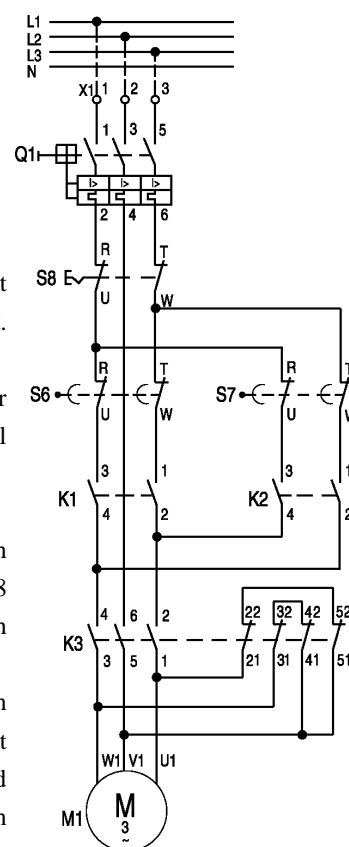 L1
L2
L3
N
X1 1 2 3
1 3 5
Q1
I> I> I>
2 4 6
R T
t S8 E
U W
.
R T R T
r S6 S7
U W U W
l
3 1 3 1
K1 K2
4 2 4 2
n
8
4 6 2 22 32 42 52
n K3
3 5 1 21 31 41 51
n
t W1 V1 U1
d M1 M
3
n ~